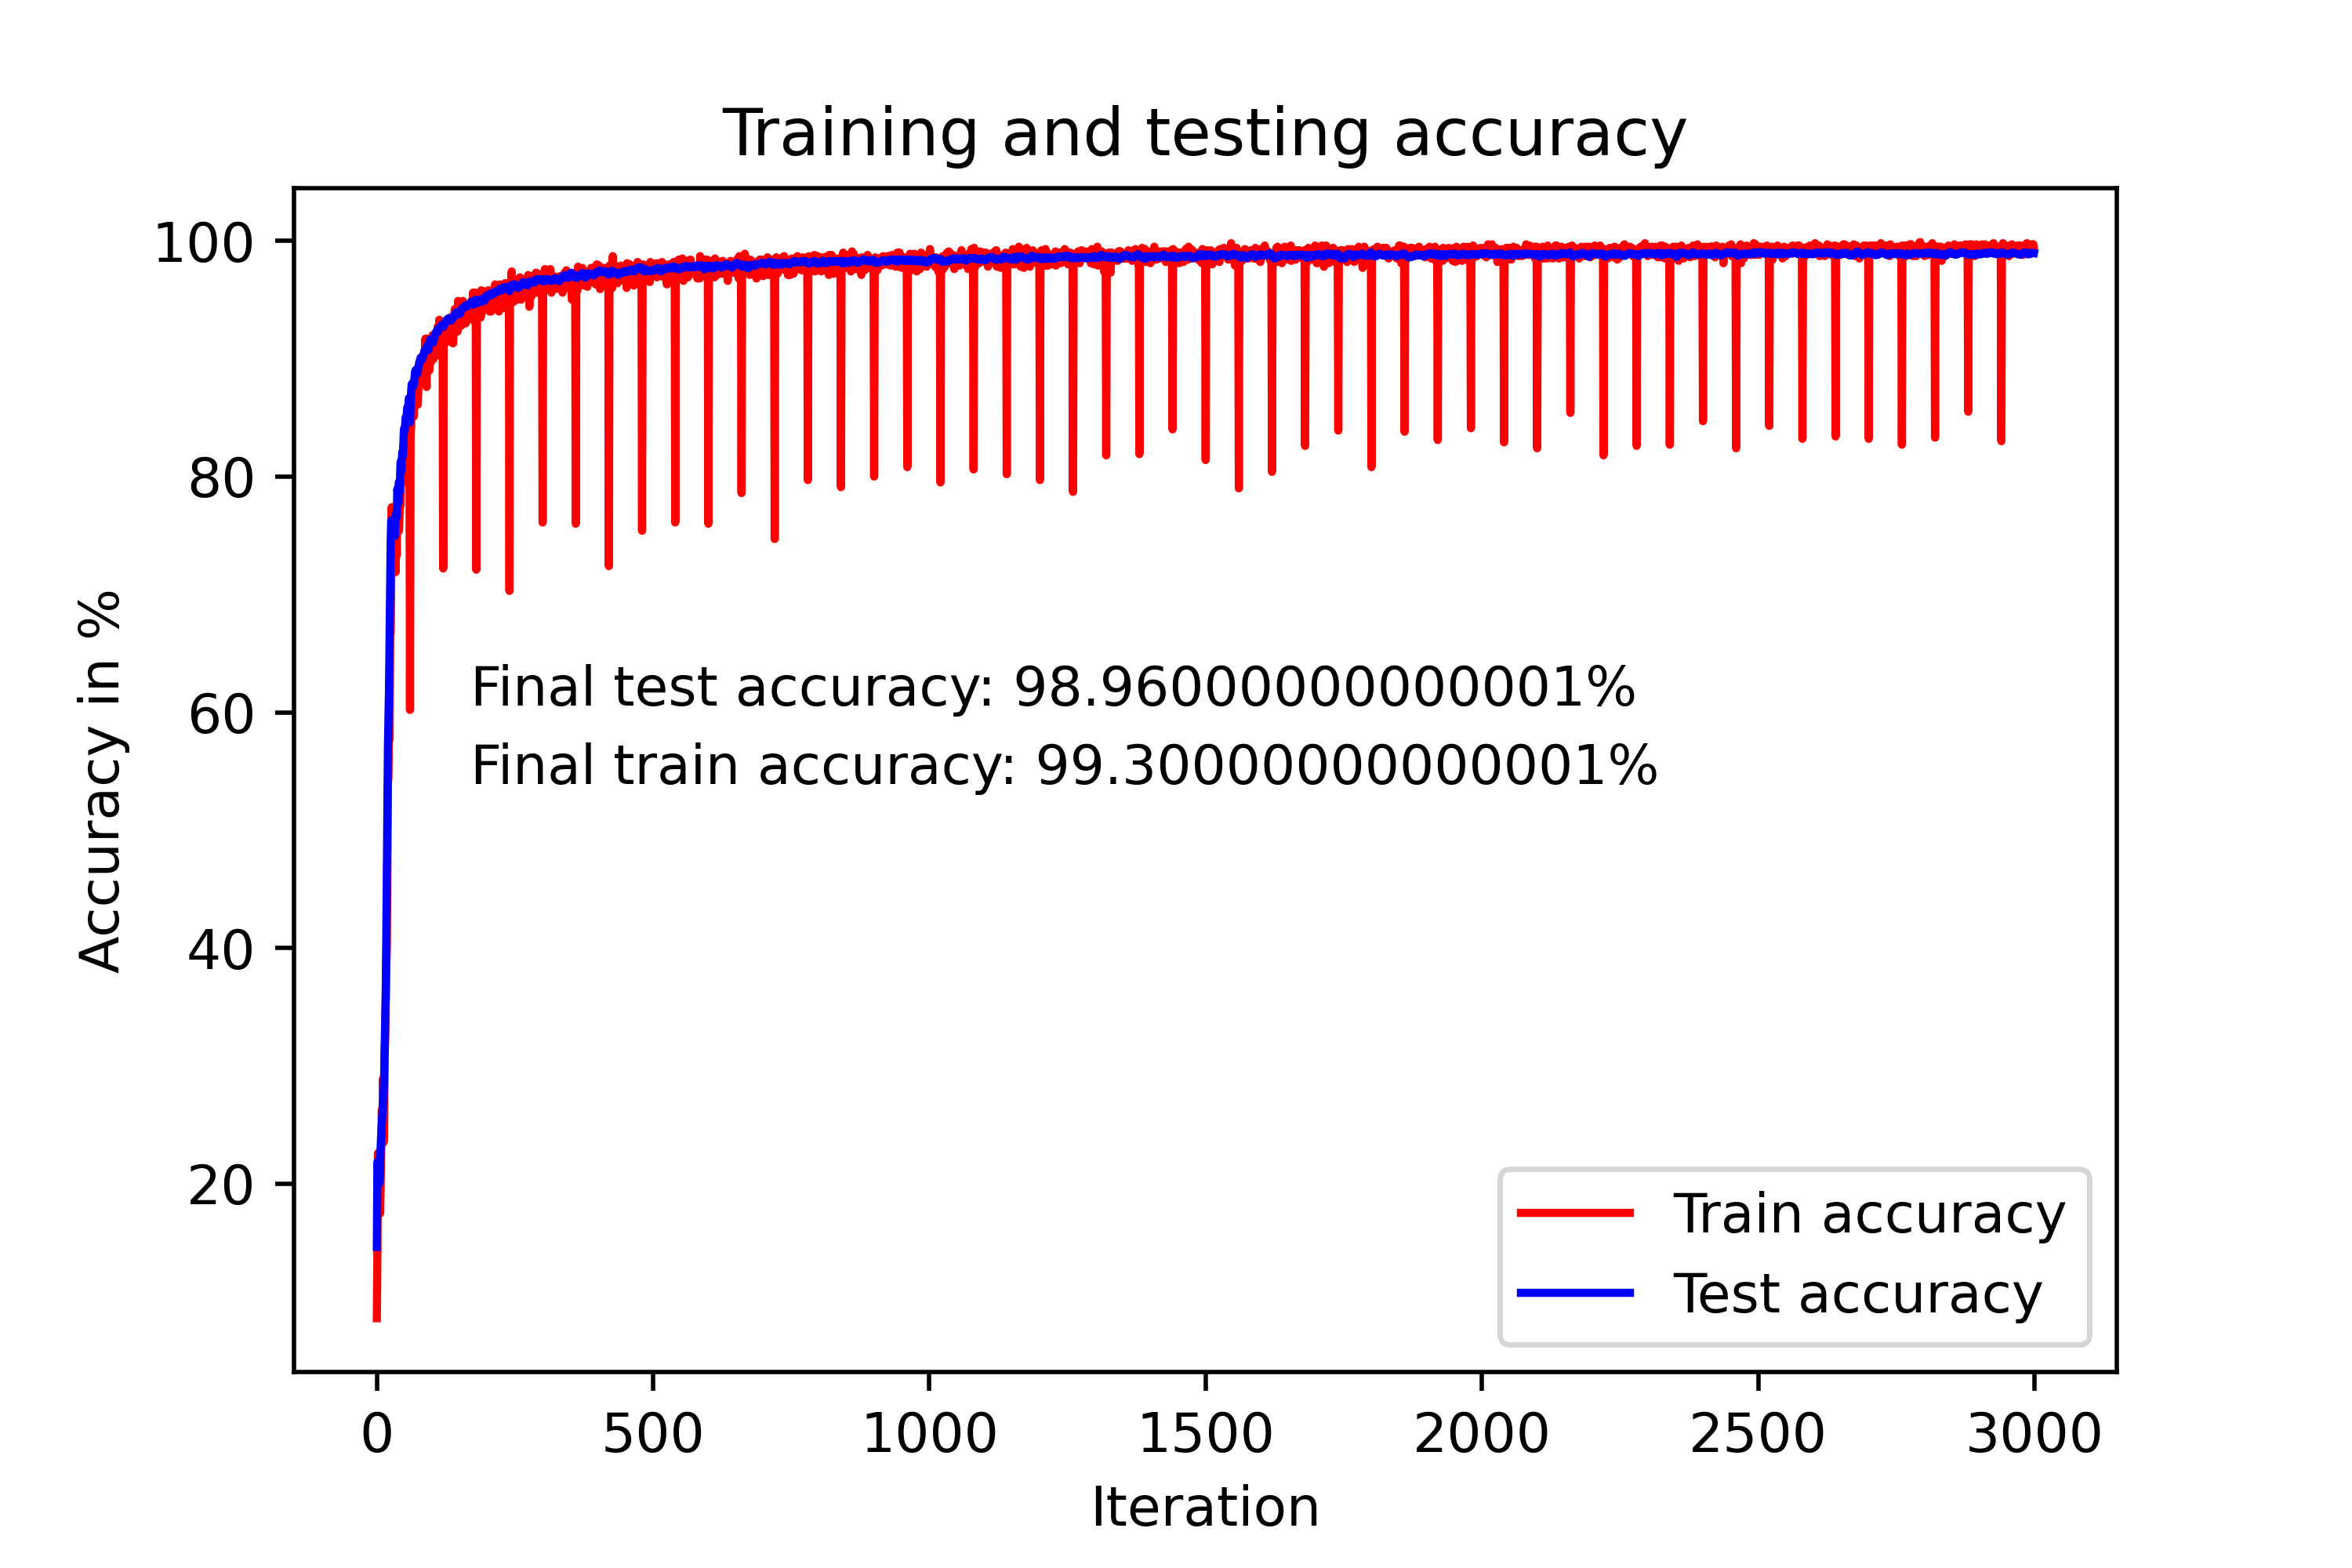 Training and testing accuracy
100
80
60
40
20
Accuracy in %
Final test accuracy: 98.96000000000001%
Final train accuracy: 99.30000000000001%
Train accuracy
Test accuracy
0 500 1000 1500 2000 2500 3000
Iteration